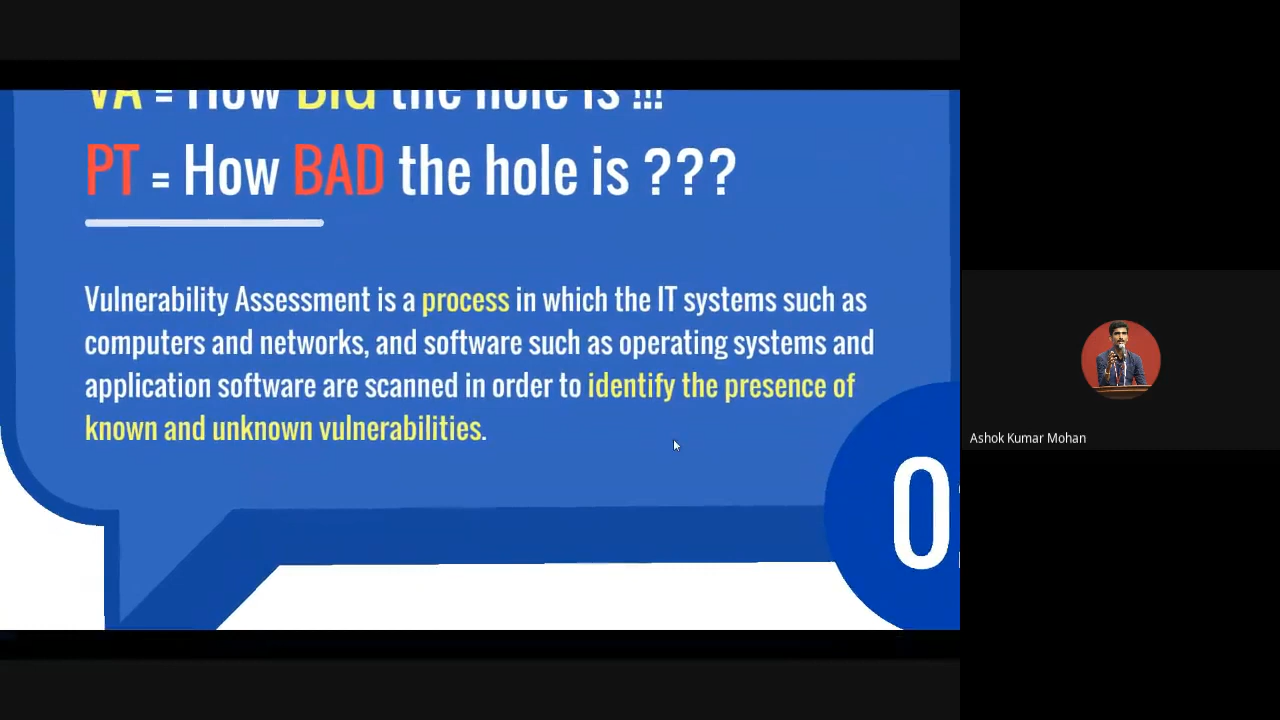 VA = How BIG the hole is !!!
PT = How BAD the hole is ???
Vulnerability Assessment is a process in which the IT systems such as
computers and networks, and software such as operating systems and
application software are scanned in order to identify the presence of
known and unknown vulnerabilities.
0
Ashok Kumar Mohan